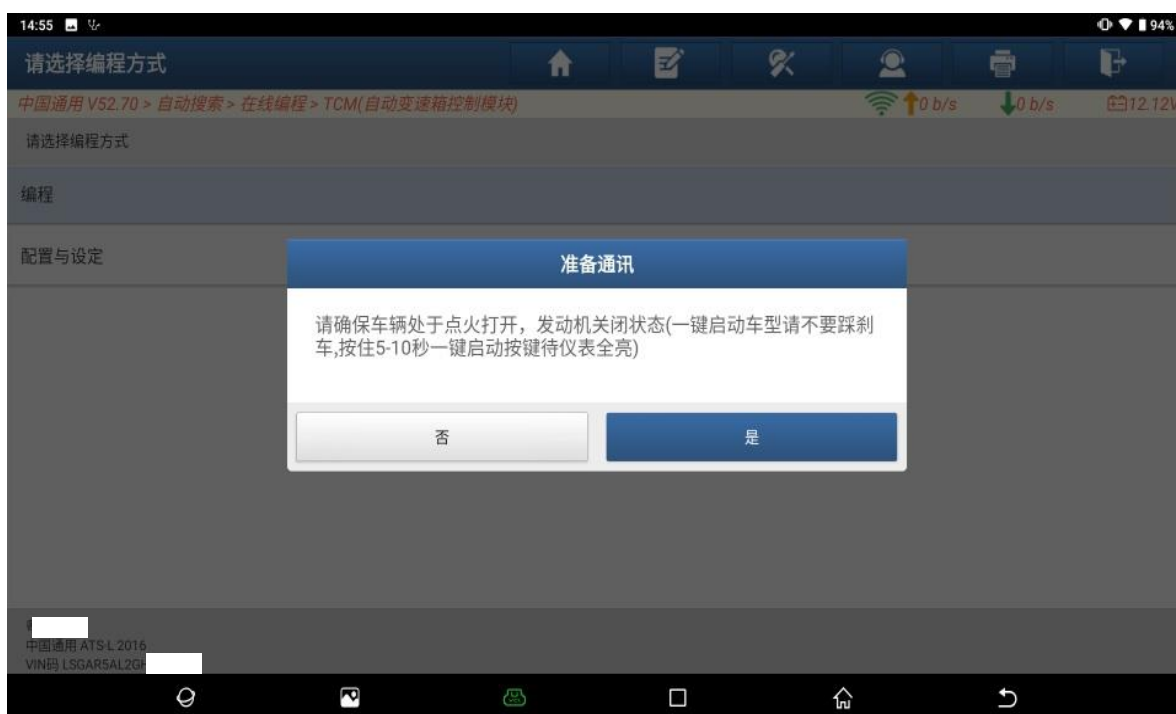 14:55
94%
请选择编程方式
中国通用 V52.70 > 自动搜索 > 在线编程 > TCM(自动变速箱控制模块)
0 b/s
0 b/s
12.12V
请选择编程方式
编程
配置与设定
准备通讯
请确保车辆处于点火打开，发动机关闭状态(一键启动车型请不要踩刹
车,按住5-10秒一键启动按键待仪表全亮)
否
是
中国通用 ATS-L 2016
VIN码 LSGAR5AL2G